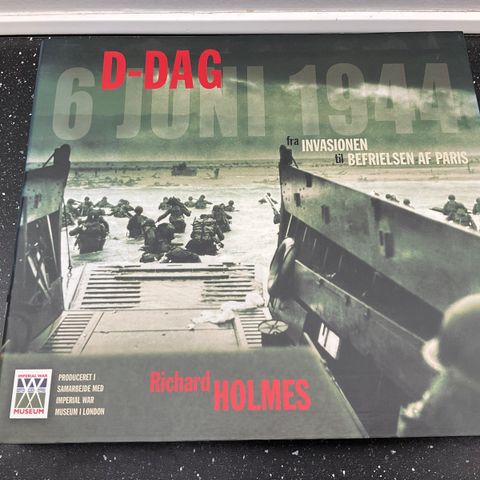 D-DAG
6 JUNI 1944
fra INVASIONEN
til BEFRIELSEN AF PARIS
Richard HOLMES
IMPERIAL WAR
MUSEUM
PRODUCERET I
SAMARBEJDE MED
IMPERIAL WAR
MUSEUM I LONDON